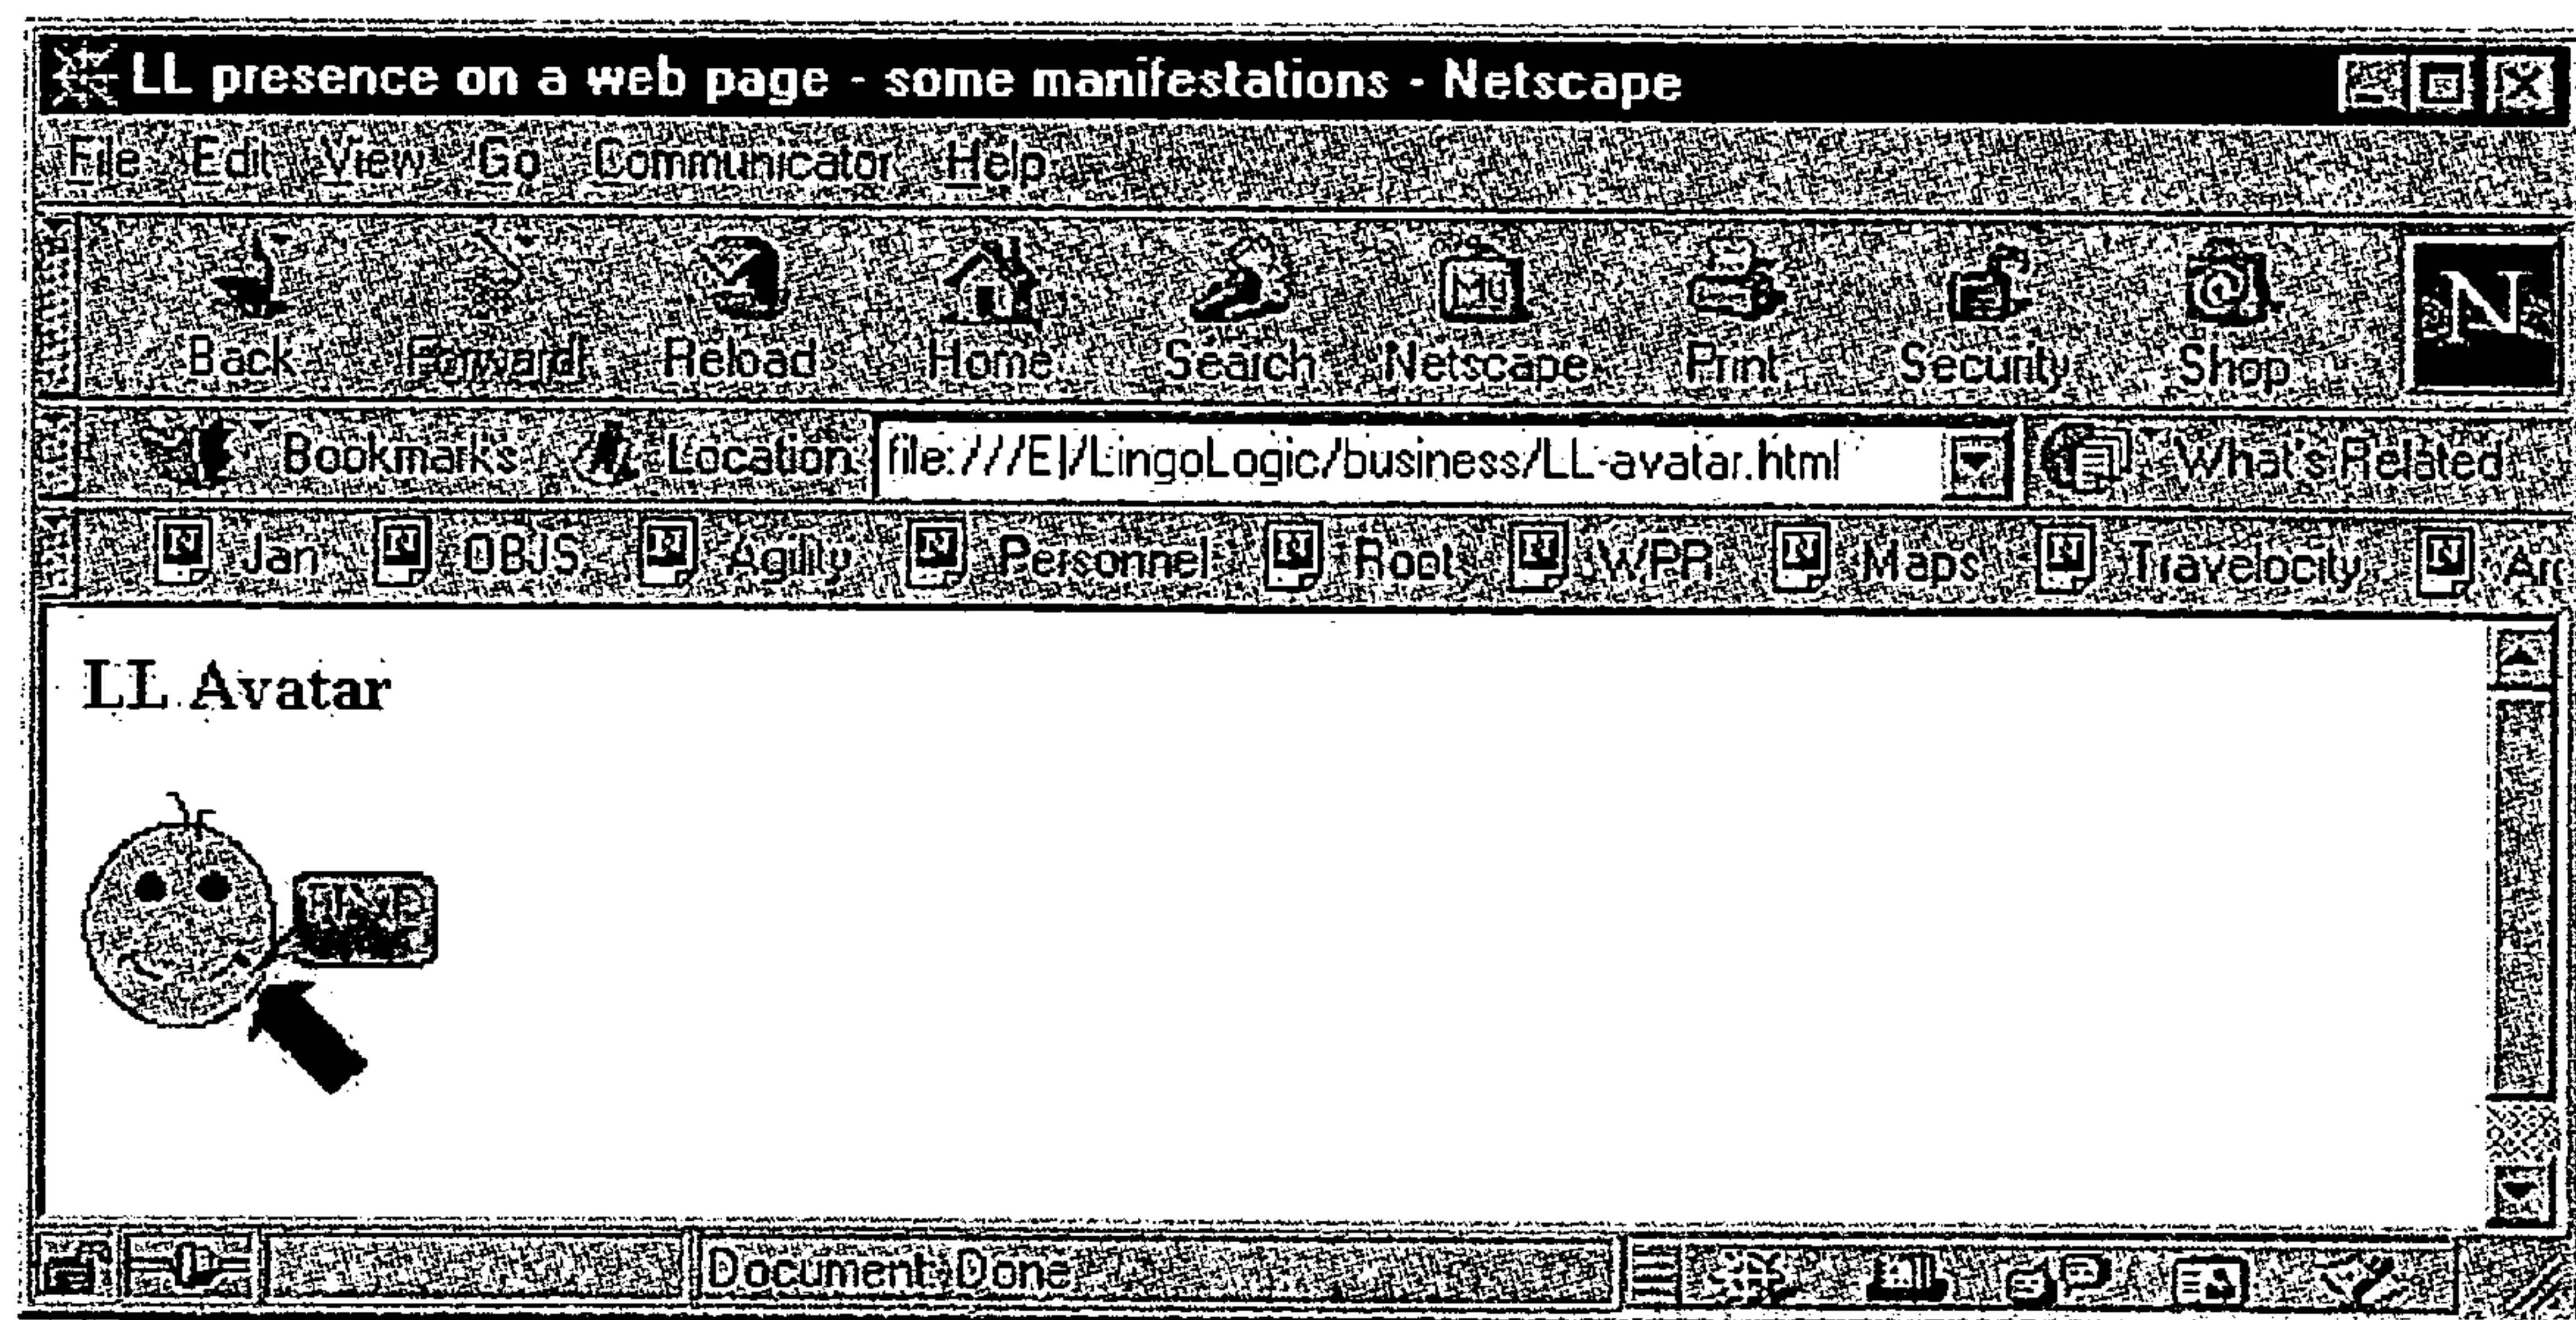 LL presence on a web page - some manifestations - Netscape
File Edit View Go Communicator Help
N
Back Forward Reload Home Search Netscape Print Security Shop
Bookmarks Location: file:///E|/LingoLogic/business/LL-avatar.html What's Related
Jan OBJS Agility Personnel Root WPR Maps Travelocity
LL Avatar
Document: Done